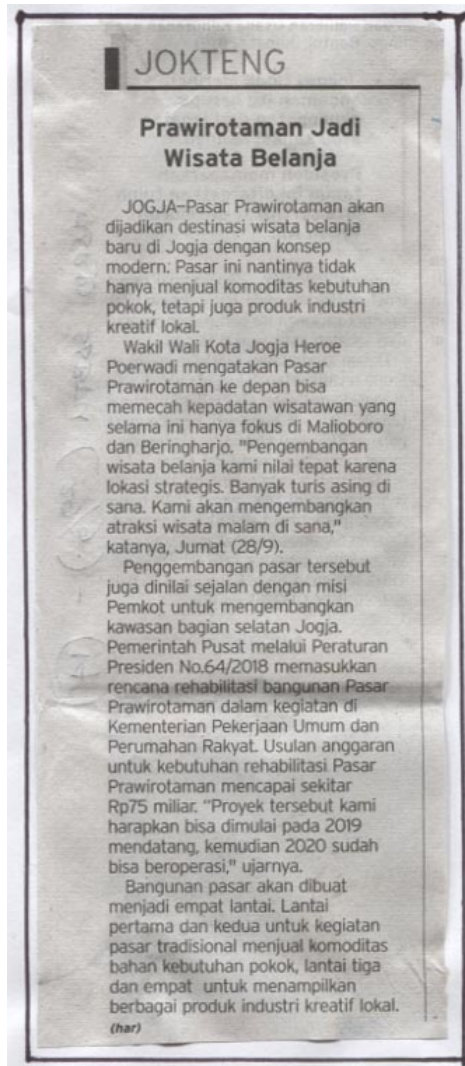 JOKTENG
Prawirotaman Jadi
Wisata Belanja
JOGJA–Pasar Prawirotaman akan
dijadikan destinasi wisata belanja
baru di Jogja dengan konsep
modern. Pasar ini nantinya tidak
hanya menjual komoditas kebutuhan
pokok, tetapi juga produk industri
kreatif lokal.
Wakil Wali Kota Jogja Heroe
Poerwadi mengatakan Pasar
Prawirotaman ke depan bisa
memecah kepadatan wisatawan yang
selama ini hanya fokus di Malioboro
dan Beringharjo. "Pengembangan
wisata belanja kami nilai tepat karena
lokasi strategis. Banyak turis asing di
sana. Kami akan mengembangkan
atraksi wisata malam di sana,"
katanya, Jumat (28/9).
Penggembangan pasar tersebut
juga dinilai sejalan dengan misi
Pemkot untuk mengembangkan
kawasan bagian selatan Jogja.
Pemerintah Pusat melalui Peraturan
Presiden No.64/2018 memasukkan
rencana rehabilitasi bangunan Pasar
Prawirotaman dalam kegiatan di
Kementerian Pekerjaan Umum dan
Perumahan Rakyat. Usulan anggaran
untuk kebutuhan rehabilitasi Pasar
Prawirotaman mencapai sekitar
Rp75 miliar. "Proyek tersebut kami
harapkan bisa dimulai pada 2019
mendatang, kemudian 2020 sudah
bisa beroperasi," ujarnya.
Bangunan pasar akan dibuat
menjadi empat lantai. Lantai
pertama dan kedua untuk kegiatan
pasar tradisional menjual komoditas
bahan kebutuhan pokok, lantai tiga
dan empat untuk menampilkan
berbagai produk industri kreatif lokal.
(har)